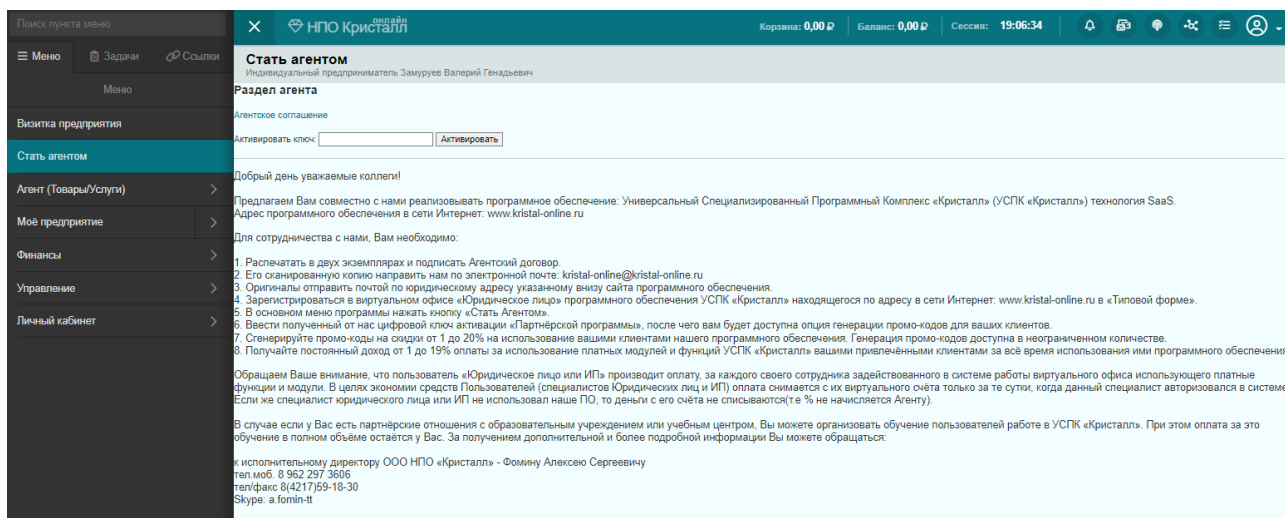 Поиск пункта меню
НПО Кристалл онлайн
Корзина: 0,00 ₽
Баланс: 0,00 ₽
Сессия: 19:06:34
Меню
Задачи
Ссылки
Меню
Визитка предприятия
Стать агентом
Агент (Товары/Услуги)
Моё предприятие
Финансы
Управление
Личный кабинет
Стать агентом
Индивидуальный предприниматель Замуруев Валерий Генадьевич
Раздел агента
Агентское соглашение
Активировать ключ:
Активировать
Добрый день уважаемые коллеги!
Предлагаем Вам совместно с нами реализовывать программное обеспечение: Универсальный Специализированный Программный Комплекс «Кристалл» (УСПК «Кристалл») технология SaaS.
Адрес программного обеспечения в сети Интернет: www.kristal-online.ru
Для сотрудничества с нами, Вам необходимо:
1. Распечатать в двух экземплярах и подписать Агентский договор.
2. Его сканированную копию направить нам по электронной почте: kristal-online@kristal-online.ru
3. Оригиналы отправить почтой по юридическому адресу указанному внизу сайта программного обеспечения.
4. Зарегистрироваться в виртуальном офисе «Юридическое лицо» программного обеспечения УСПК «Кристалл» находящегося по адресу в сети Интернет: www.kristal-online.ru в «Типовой форме».
5. В основном меню программы нажать кнопку «Стать Агентом».
6. Ввести полученный от нас цифровой ключ активации «Партнёрской программы», после чего вам будет доступна опция генерации промо-кодов для ваших клиентов.
7. Сгенерируйте промо-коды на скидки от 1 до 20% на использование вашими клиентами нашего программного обеспечения. Генерация промо-кодов доступна в неограниченном количестве.
8. Получайте постоянный доход от 1 до 19% оплаты за использование платных модулей и функций УСПК «Кристалл» вашими привлечёнными клиентами за всё время использования ими программного обеспечения
Обращаем Ваше внимание, что пользователь «Юридическое лицо или ИП» производит оплату, за каждого своего сотрудника задействованного в системе работы виртуального офиса использующего платные
функции и модули. В целях экономии средств Пользователей (специалистов Юридических лиц и ИП) оплата снимается с их виртуального счёта только за те сутки, когда данный специалист авторизовался в системе
Если же специалист юридического лица или ИП не использовал наше ПО, то деньги с его счёта не списываются(т.е % не начисляется Агенту).
В случае если у Вас есть партнёрские отношения с образовательным учреждением или учебным центром, Вы можете организовать обучение пользователей работе в УСПК «Кристалл». При этом оплата за это
обучение в полном объёме остаётся у Вас. За получением дополнительной и более подробной информации Вы можете обращаться:
к исполнительному директору ООО НПО «Кристалл» - Фомину Алексею Сергеевичу
тел.моб. 8 962 297 3606
тел/факс 8(4217)59-18-30
Skype: a.fomin-tt